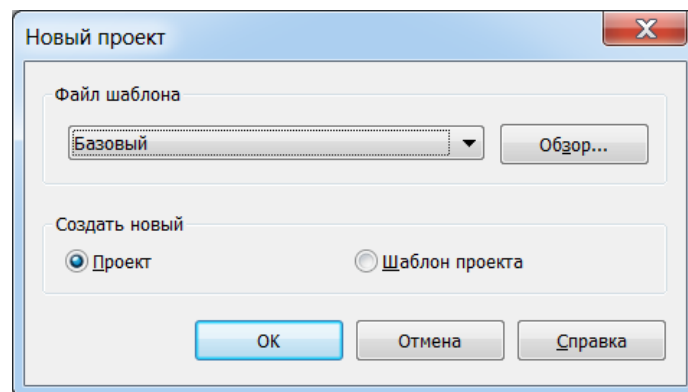 Новый проект
Файл шаблона
Базовый
Обзор...
Создать новый
Проект
Шаблон проекта
OK
Отмена
Справка